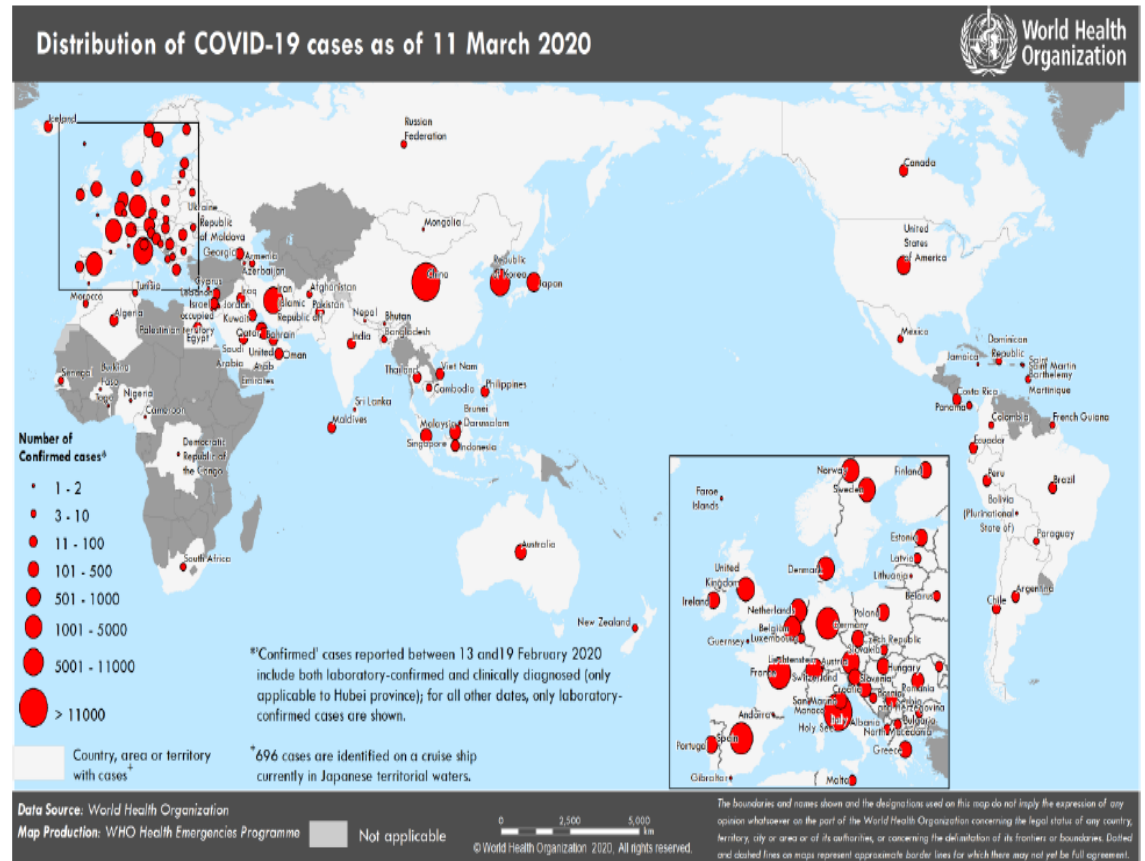 Distribution of COVID-19 cases as of 11 March 2020
World Health
Organization
Iceland
Russian
Federation
Ukraine
Republic
of Moldova
Georgia
Armenia
Azerbaijan
Mongolia
China
Republic
of Korea
Japan
Cyprus
Lebanon
Israel
occupied
Palestinian territory
Iraq
Jordan
Kuwait
Iran
Islamic
Republic of
Afghanistan
Pakistan
Nepal
Bhutan
Bangladesh
India
Morocco
Tunisia
Algeria
Egypt
Qatar
Bahrain
Saudi
Arabia
United
Arab
Emirates
Oman
Thailand
Viet Nam
Cambodia
Philippines
Sri Lanka
Maldives
Brunei
Darussalam
Malaysia
Singapore
Indonesia
Senegal
Burkina
Faso
Togo
Nigeria
Cameroon
Democratic
Republic of
the Congo
South Africa
Australia
New Zealand
Canada
United
States
of America
Mexico
Dominican
Republic
Jamaica
Saint
Saint Martin
Barthelemy
Martinique
Costa Rica
Panama
Colombia
French Guiana
Ecuador
Peru
Brazil
Bolivia
(Plurinational
State of)
Paraguay
Chile
Argentina
Number of
Confirmed cases*
1 - 2
3 - 10
11 - 100
101 - 500
501 - 1000
1001 - 5000
5001 - 11000
> 11000
Country, area or territory
with cases+
*'Confirmed' cases reported between 13 and19 February 2020
include both laboratory-confirmed and clinically diagnosed (only
applicable to Hubei province); for all other dates, only laboratory-
confirmed cases are shown.
+696 cases are identified on a cruise ship
currently in Japanese territorial waters.
Faroe
Islands
Norway
Sweden
Finland
Estonia
Latvia
Lithuania
Belarus
Denmark
United
Kingdom
Ireland
Netherlands
Belgium
Luxembourg
Guernsey
Germany
Poland
Czech Republic
Slovakia
Liechtenstein
Austria
Hungary
France
Switzerland
Slovenia
Croatia
Romania
San Marino
Monaco
Bosnia
and Herzegovina
Serbia
Andorra
Italy
Holy See
Albania
Bulgaria
North Macedonia
Portugal
Spain
Greece
Gibraltar
Malta
Data Source: World Health Organization
Map Production: WHO Health Emergencies Programme
Not applicable
0 2,500 5,000
km
© World Health Organization 2020, All rights reserved.
The boundaries and names shown and the designations used on this map do not imply the expression of any
opinion whatsoever on the part of the World Health Organization concerning the legal status of any country,
territory, city or area or of its authorities, or concerning the delimitation of its frontiers or boundaries. Dotted
and dashed lines on maps represent approximate border lines for which there may not yet be full agreement.